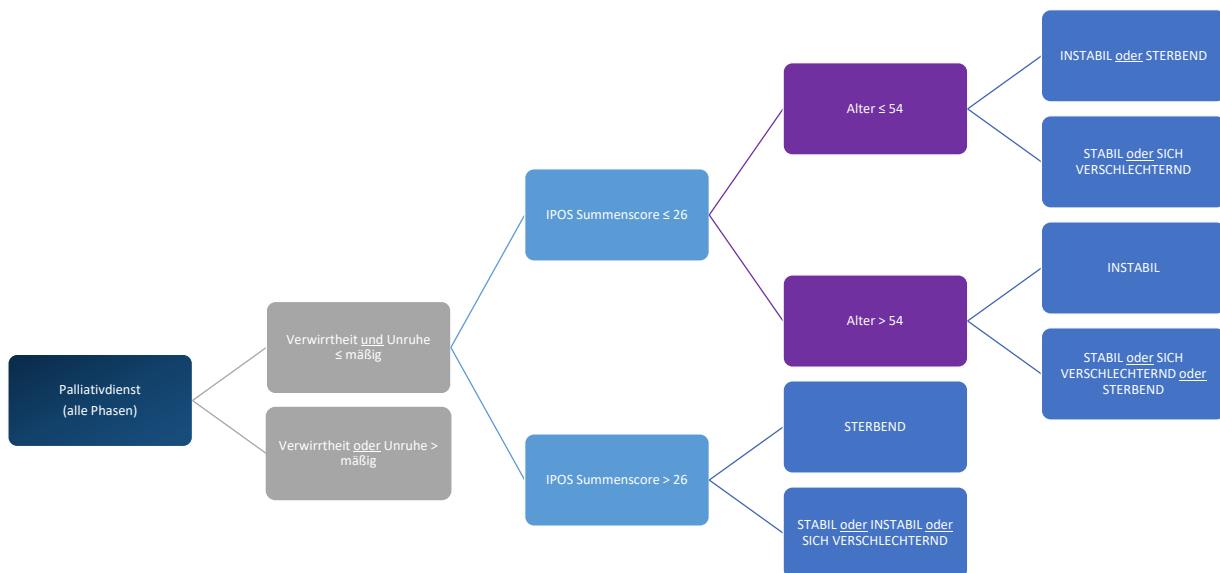 Palliativdienst
(alle Phasen)
Verwirrtheit und Unruhe
≤ mäßig
Verwirrtheit oder Unruhe >
mäßig
IPOS Summenscore ≤ 26
IPOS Summenscore > 26
Alter ≤ 54
Alter > 54
STERBEND
STABIL oder INSTABIL oder
SICH VERSCHLECHTERND
INSTABIL oder STERBEND
STABIL oder SICH
VERSCHLECHTERND
INSTABIL
STABIL oder SICH
VERSCHLECHTERND oder
STERBEND